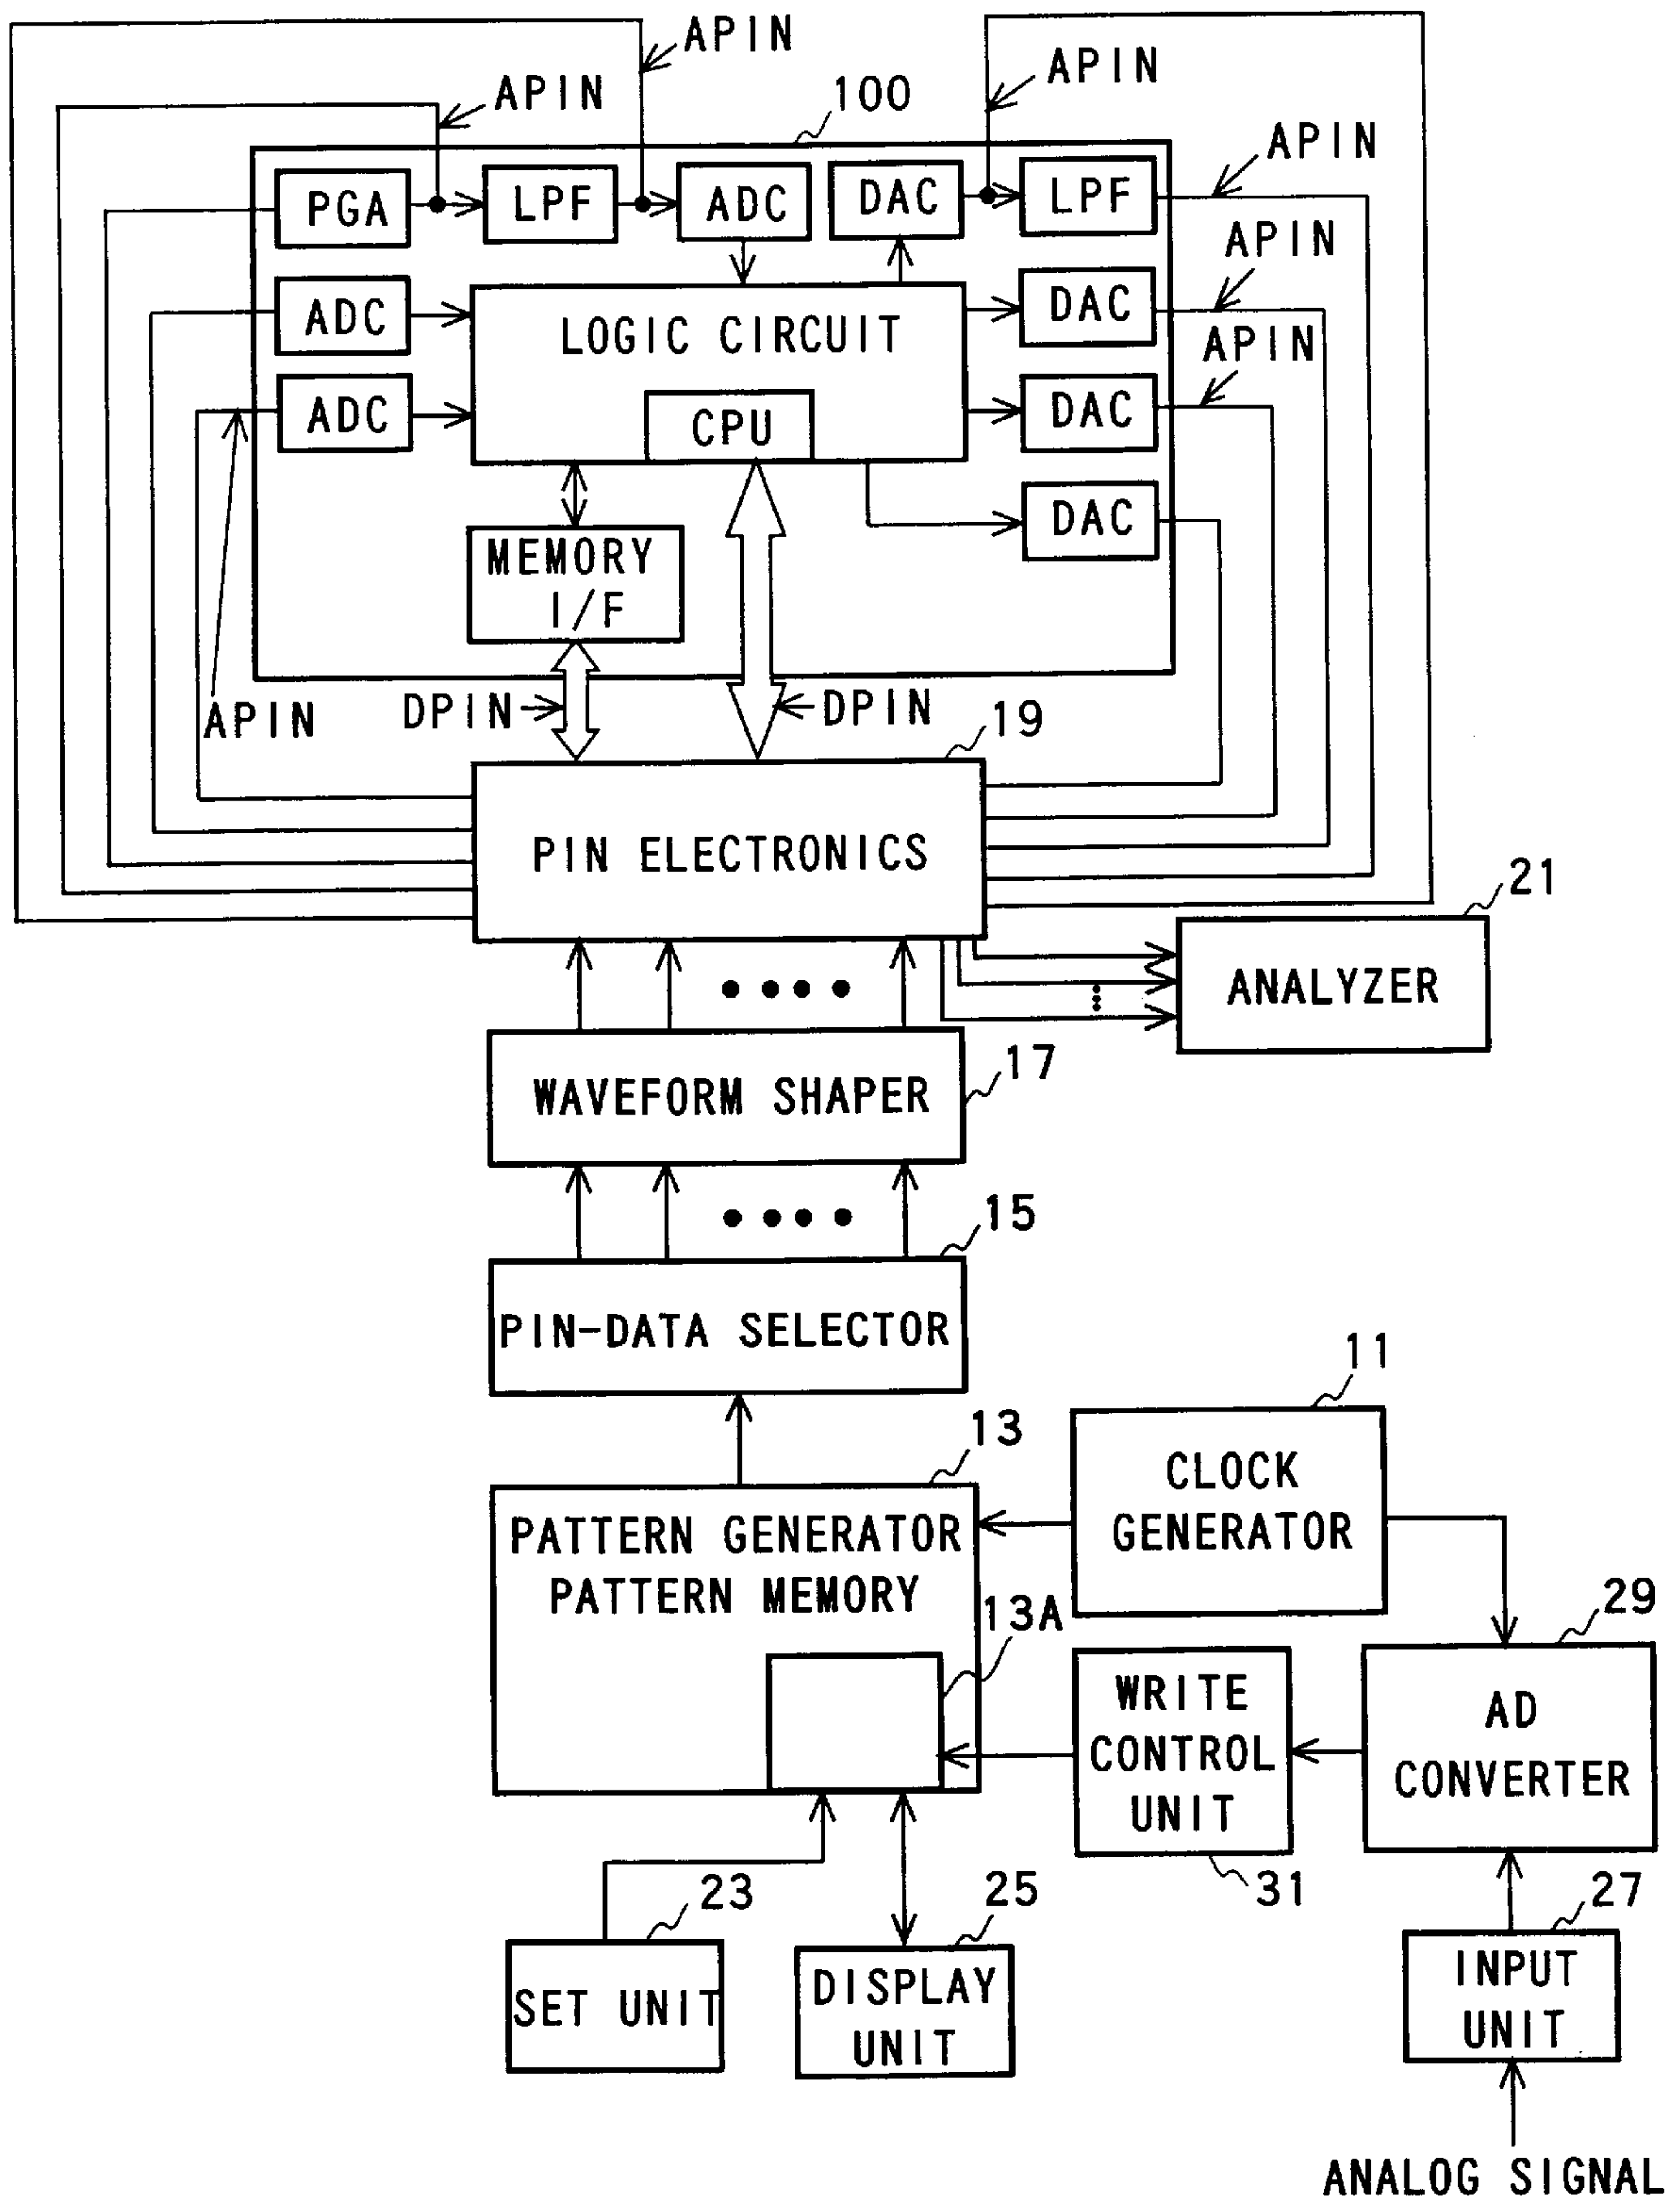 APIN
APIN
APIN
100
APIN
PGA
LPF
ADC
DAC
LPF
APIN
ADC
LOGIC CIRCUIT
DAC
APIN
ADC
CPU
DAC
DAC
MEMORY
I/F
APIN
DPIN
DPIN
19
PIN ELECTRONICS
21
ANALYZER
17
WAVEFORM SHAPER
15
PIN-DATA SELECTOR
11
13
CLOCK
GENERATOR
PATTERN GENERATOR
PATTERN MEMORY
13A
29
WRITE
CONTROL
UNIT
AD
CONVERTER
23
25
31
27
SET UNIT
DISPLAY
UNIT
INPUT
UNIT
ANALOG SIGNAL